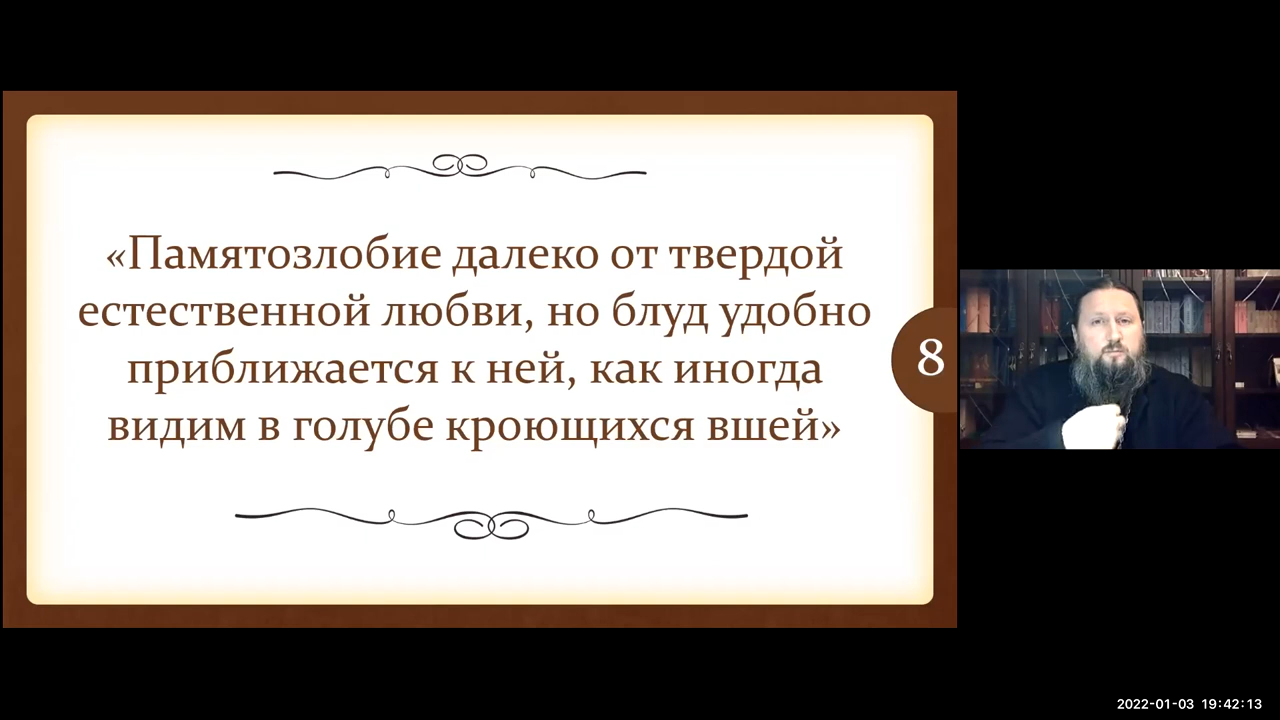 «Памятозлобие далеко от твердой
естественной любви, но блуд удобно
приближается к ней, как иногда
видим в голубе кроющихся вшей»
8
2022-01-03 19:42:13